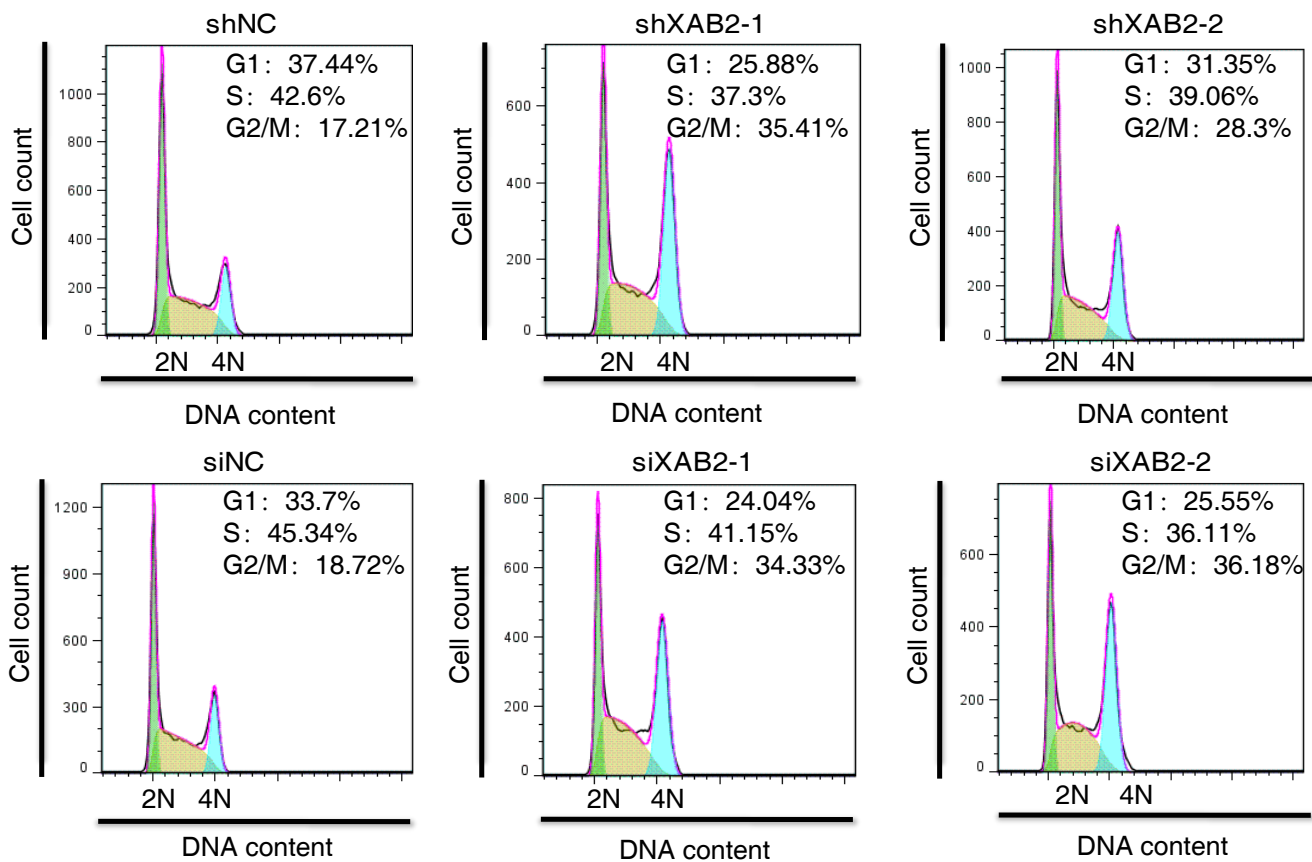 shNC
G1: 37.44%
S: 42.6%
G2/M: 17.21%
Cell count
1000
800
600
400
200
0
2N 4N
DNA content
shXAB2-1
G1: 25.88%
S: 37.3%
G2/M: 35.41%
Cell count
600
400
200
0
2N 4N
DNA content
shXAB2-2
G1: 31.35%
S: 39.06%
G2/M: 28.3%
Cell count
1000
800
600
400
200
0
2N 4N
DNA content
siNC
G1: 33.7%
S: 45.34%
G2/M: 18.72%
Cell count
1200
900
600
300
0
2N 4N
DNA content
siXAB2-1
G1: 24.04%
S: 41.15%
G2/M: 34.33%
Cell count
800
600
400
200
0
2N 4N
DNA content
siXAB2-2
G1: 25.55%
S: 36.11%
G2/M: 36.18%
Cell count
600
400
200
0
2N 4N
DNA content